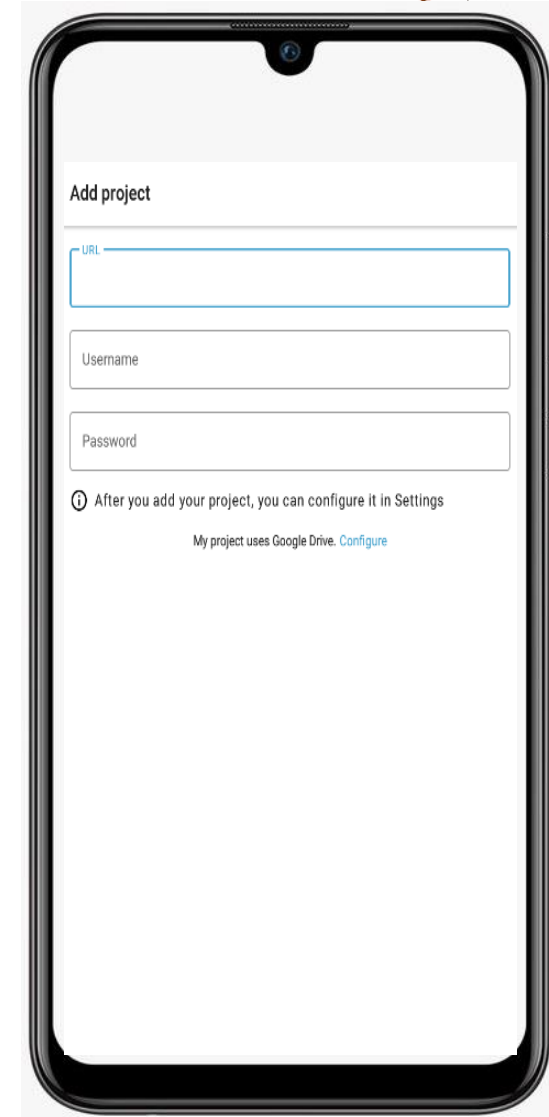 Add project
URL
Username
Password
After you add your project, you can configure it in Settings
My project uses Google Drive. Configure